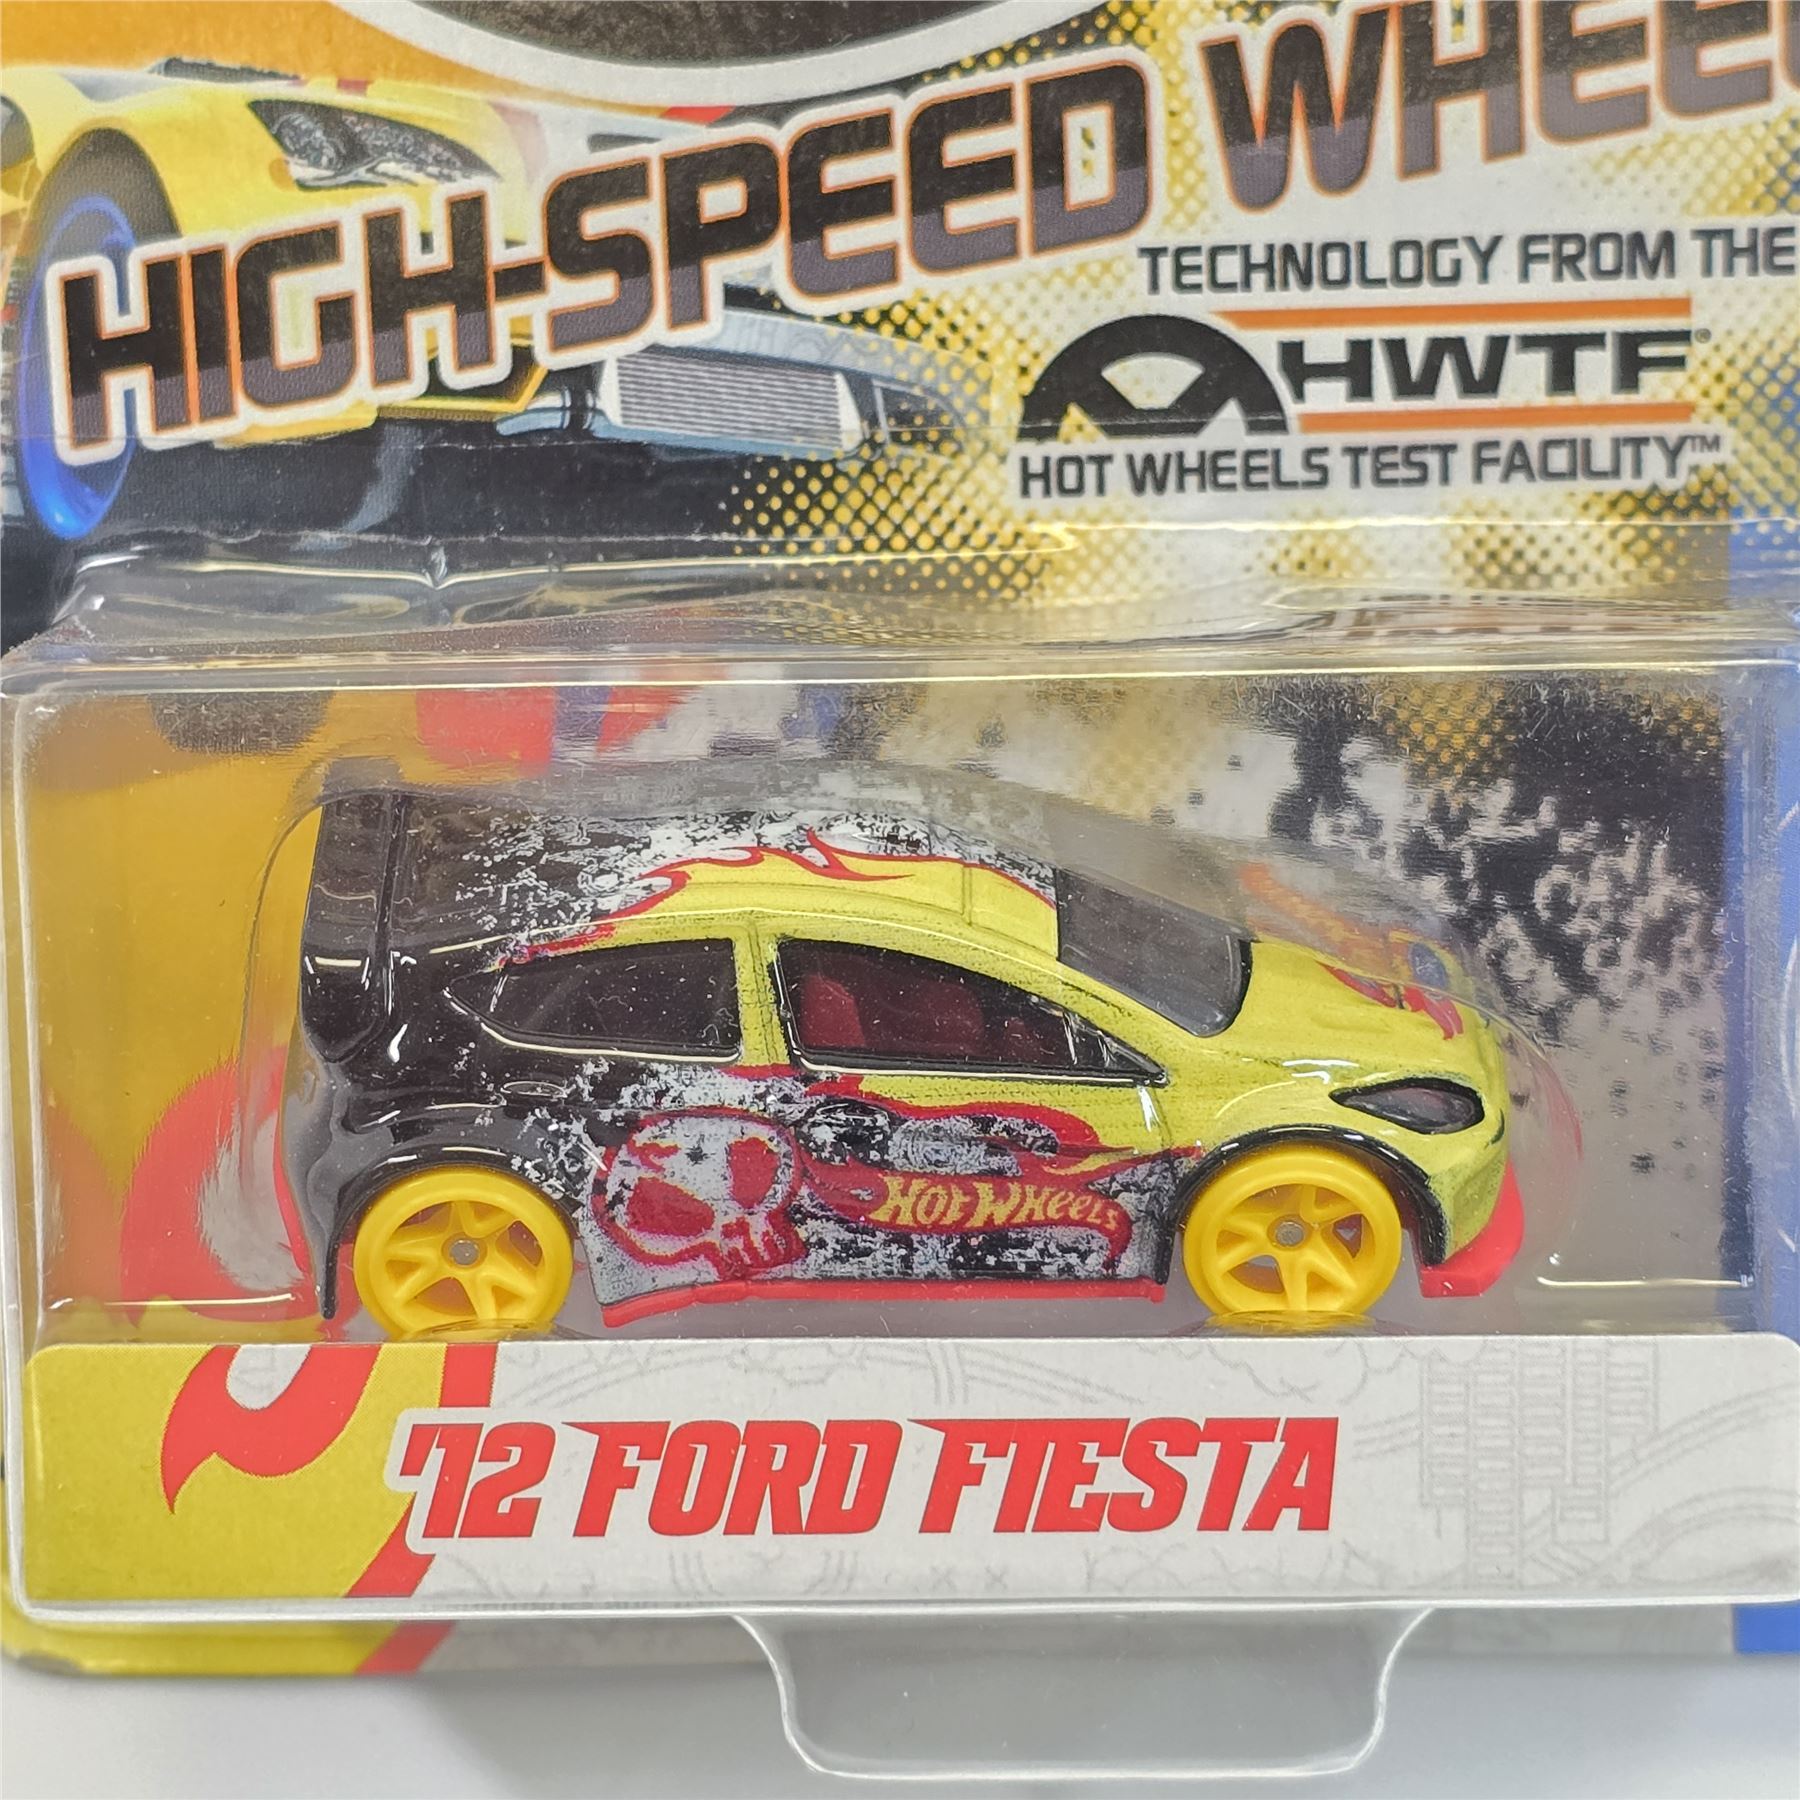 HIGH-SPEED WHEE
TECHNOLOGY FROM THE
HWTF®
HOT WHEELS TEST FACILITY™
HOT WHEELS
'12 FORD FIESTA